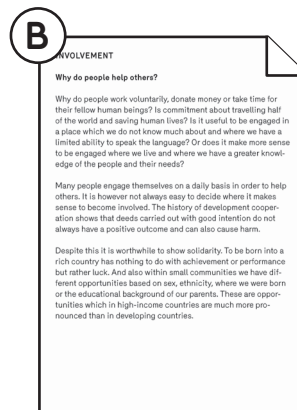 B
INVOLVEMENT
Why do people help others?
Why do people work voluntarily, donate money or take time for
their fellow human beings? Is commitment about travelling half
of the world and saving human lives? Is it useful to be engaged in
a place which we do not know much about and where we have a
limited ability to speak the language? Or does it make more sense
to be engaged where we live and where we have a greater knowl-
edge of the people and their needs?
Many people engage themselves on a daily basis in order to help
others. It is however not always easy to decide where it makes
sense to become involved. The history of development cooper-
ation shows that deeds carried out with good intention do not
always have a positive outcome and can also cause harm.
Despite this it is worthwhile to show solidarity. To be born into a
rich country has nothing to do with achievement or performance
but rather luck. And also within small communities we have dif-
ferent opportunities based on sex, ethnicity, where we were born
or the educational background of our parents. These are oppor-
tunities which in high-income countries are much more pro-
nounced than in developing countries.